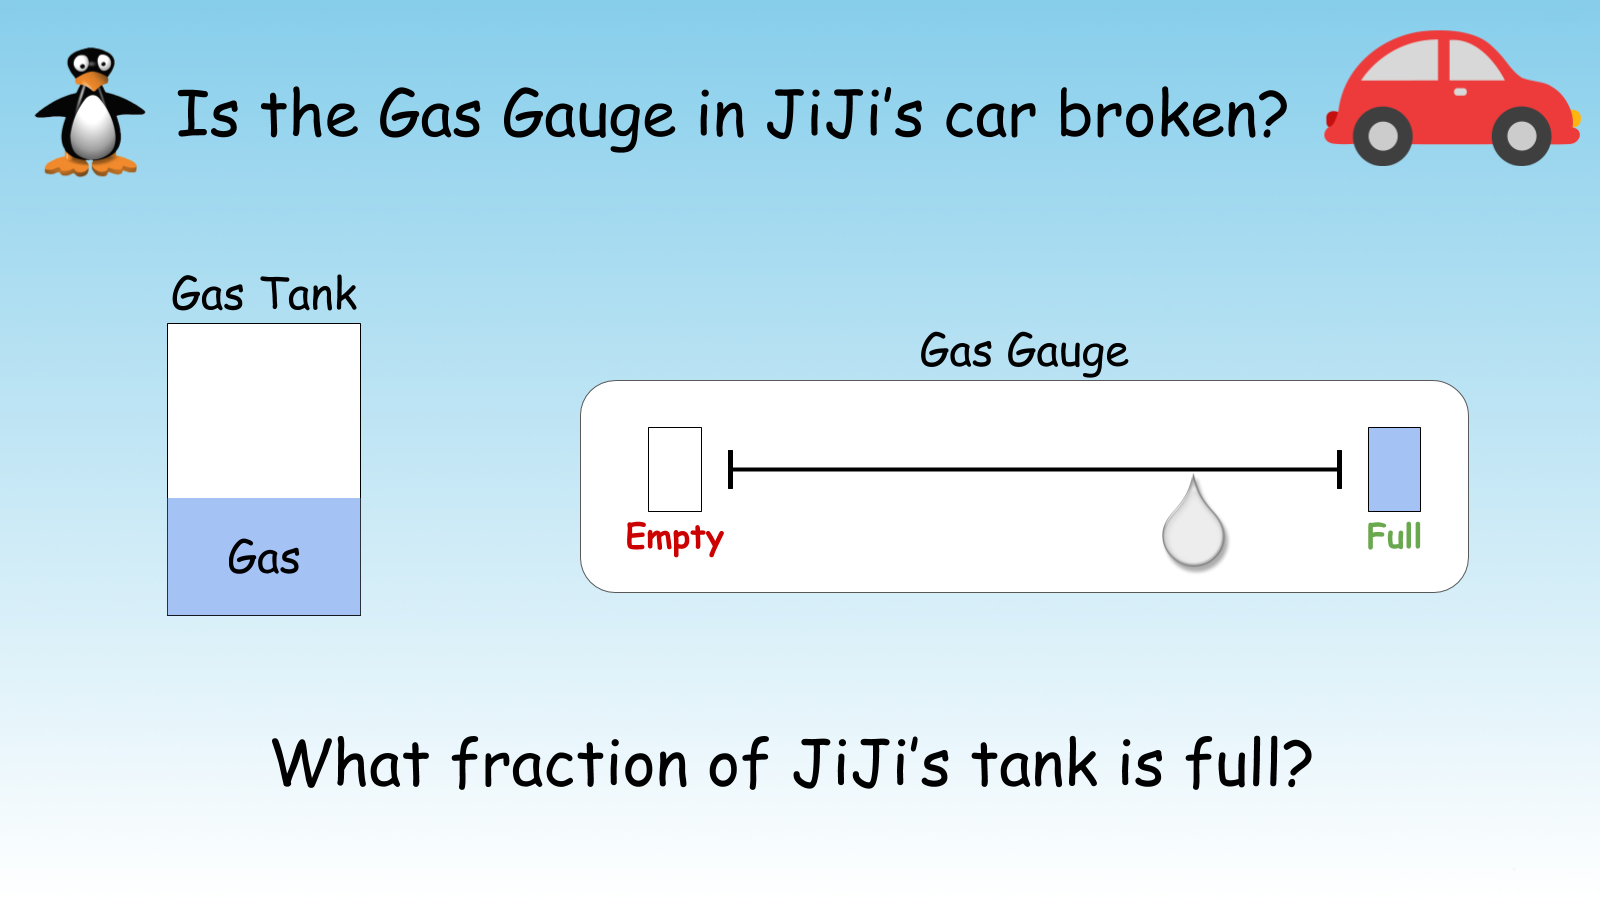 Is the Gas Gauge in JiJi's car broken?
Gas Tank
Gas
Gas Gauge
Empty
Full
What fraction of JiJi's tank is full?